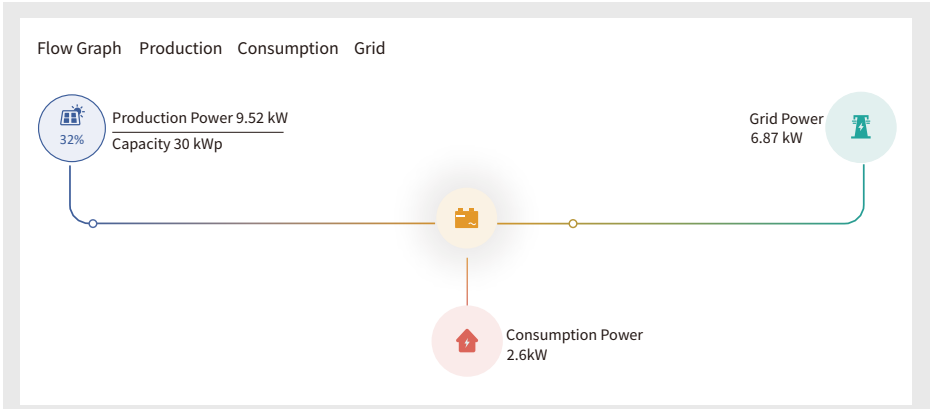 Flow Graph Production Consumption Grid
32%
Production Power 9.52 kW
Capacity 30 kWp
Grid Power
6.87 kW
Consumption Power
2.6kW